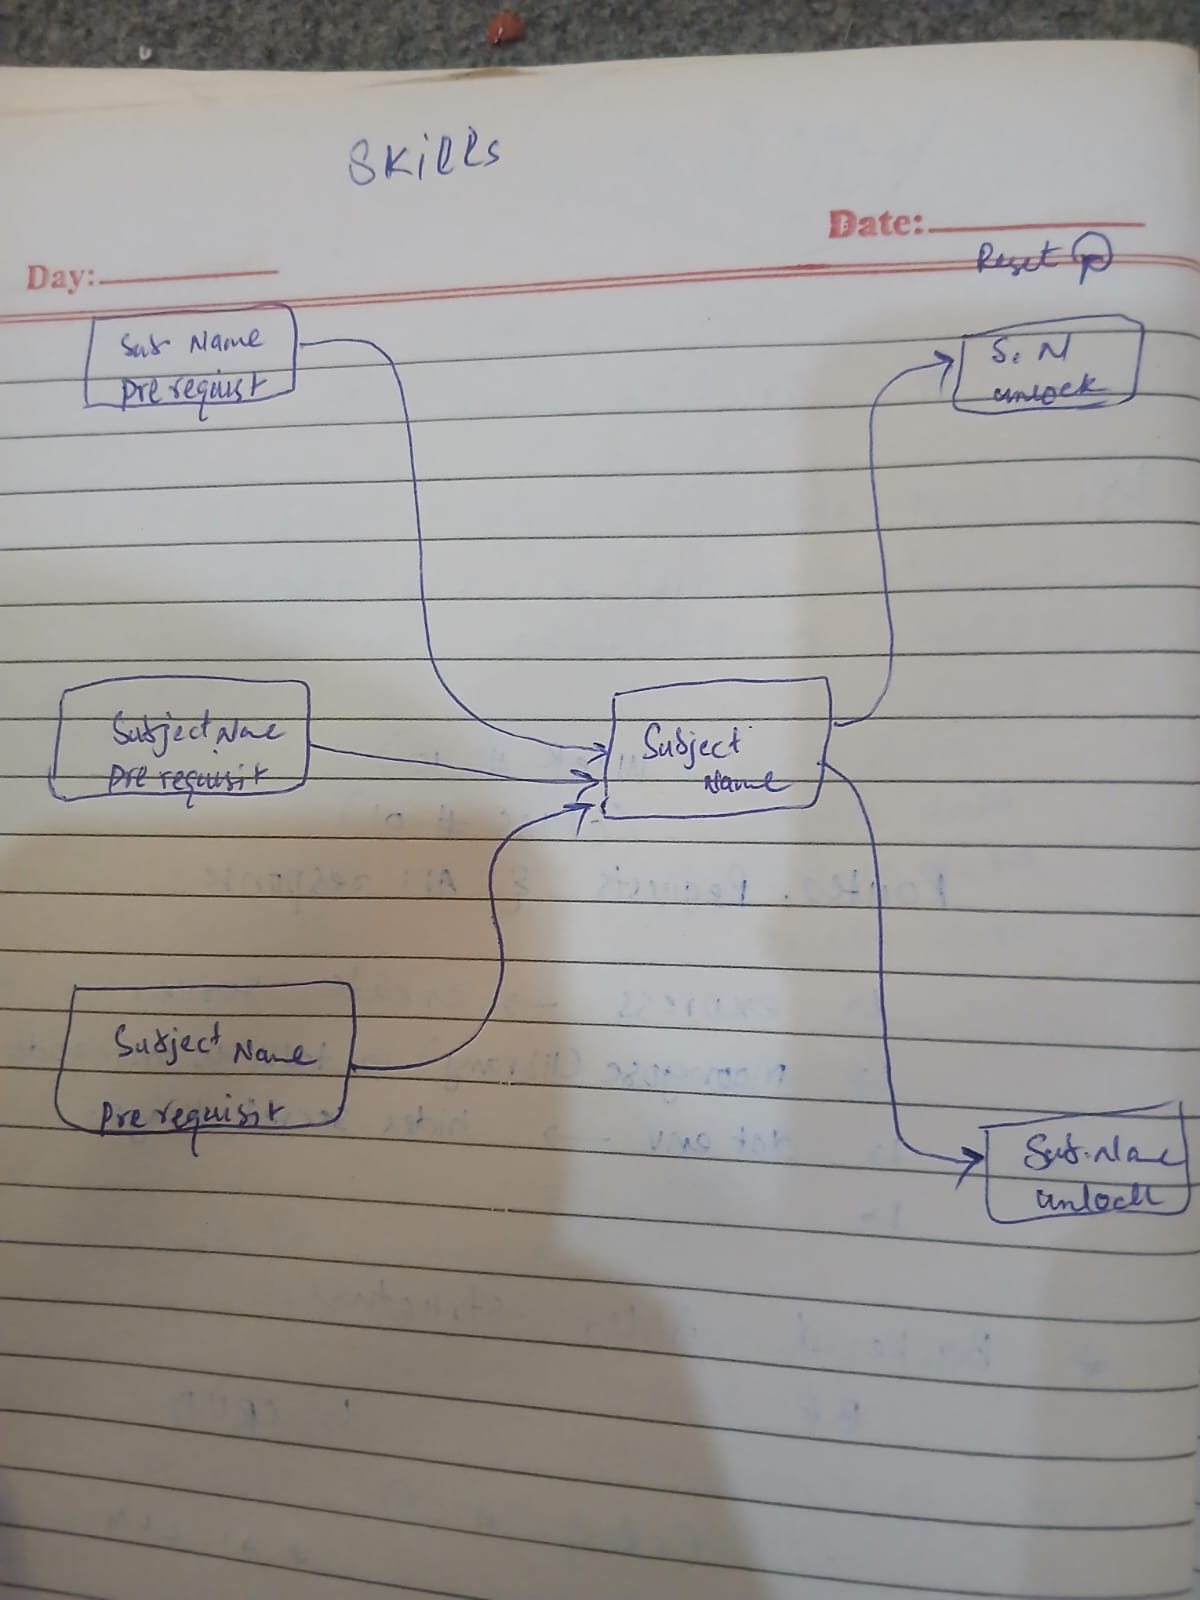 Skills
Date:
Day:
Reset
Sub Name
Pre requist
S. N
unlock
Subject Name
Pre requisit
Subject
Name
Subject Name
Pre requisit
Sub. Name
unlock